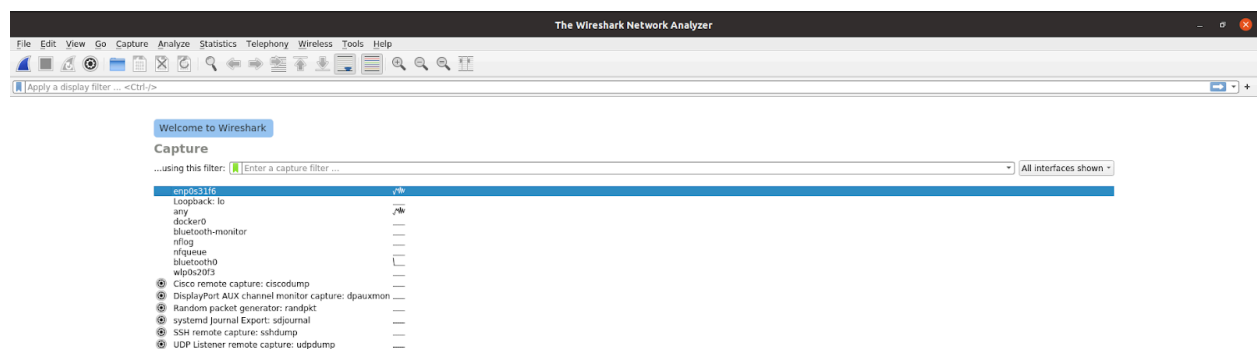 The Wireshark Network Analyzer
File Edit View Go Capture Analyze Statistics Telephony Wireless Tools Help
Apply a display filter ... <Ctrl-/>
Welcome to Wireshark
Capture
...using this filter: Enter a capture filter ... All interfaces shown
enp0s31f6
Loopback: lo
any
docker0
bluetooth-monitor
nflog
nfqueue
bluetooth0
wlp0s20f3
Cisco remote capture: ciscodump
DisplayPort AUX channel monitor capture: dpauxmon
Random packet generator: randpkt
systemd Journal Export: sdjournal
SSH remote capture: sshdump
UDP Listener remote capture: udpdump